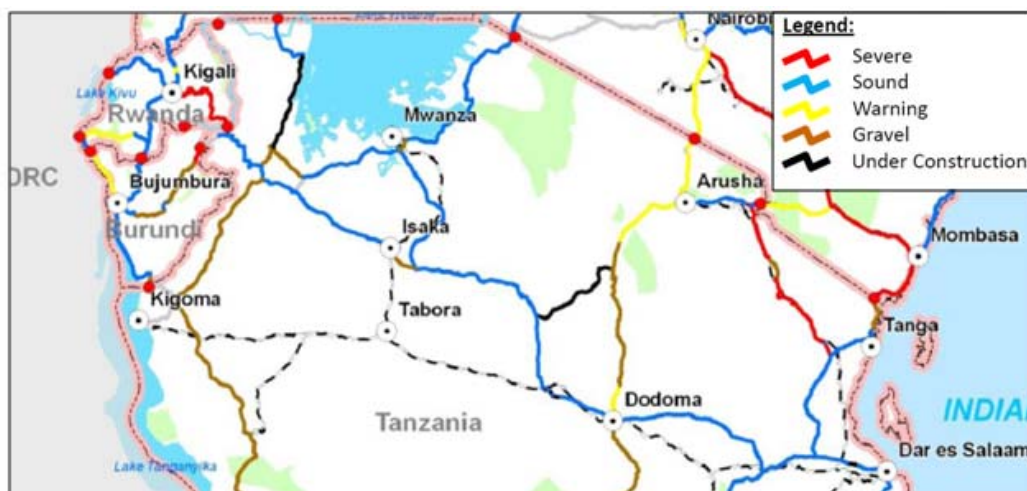 Nairobi
Legend:
Severe
Sound
Warning
Gravel
Under Construction
Kigali
Lake Kivu
Rwanda
Mwanza
DRC
Bujumbura
Arusha
Burundi
Isaka
Mombasa
Kigoma
Tabora
Tanga
Dodoma
Tanzania
INDIA
Dar es Salaam
Lake Tanganyika